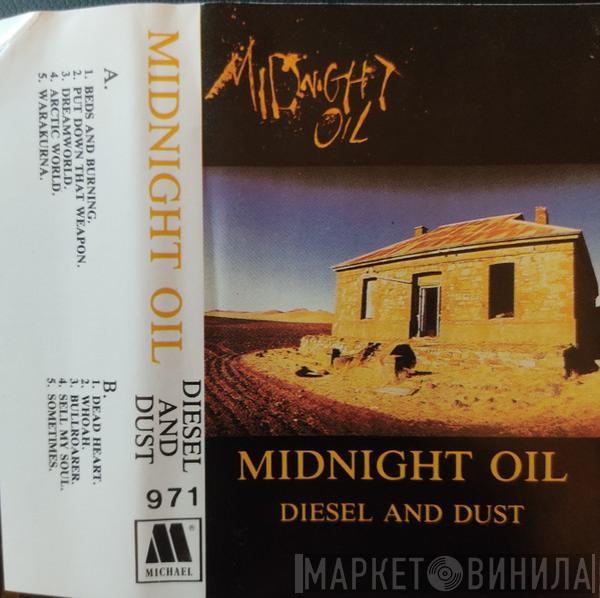 A.
1. BEDS AND BURNING.
2. PUT DOWN THAT WEAPON.
3. DREAMWORLD.
4. ARCTIC WORLD.
5. WARAKURNA.
B.
1. DEAD HEART.
2. WHOAH.
3. BULLROARER.
4. SELL MY SOUL.
5. SOMETIMES.
MIDNIGHT OIL
DIESEL
AND
DUST
971
MICHAEL
MIDNIGHT
OIL
MIDNIGHT OIL
DIESEL AND DUST
МАРКЕТ ВИНИЛА